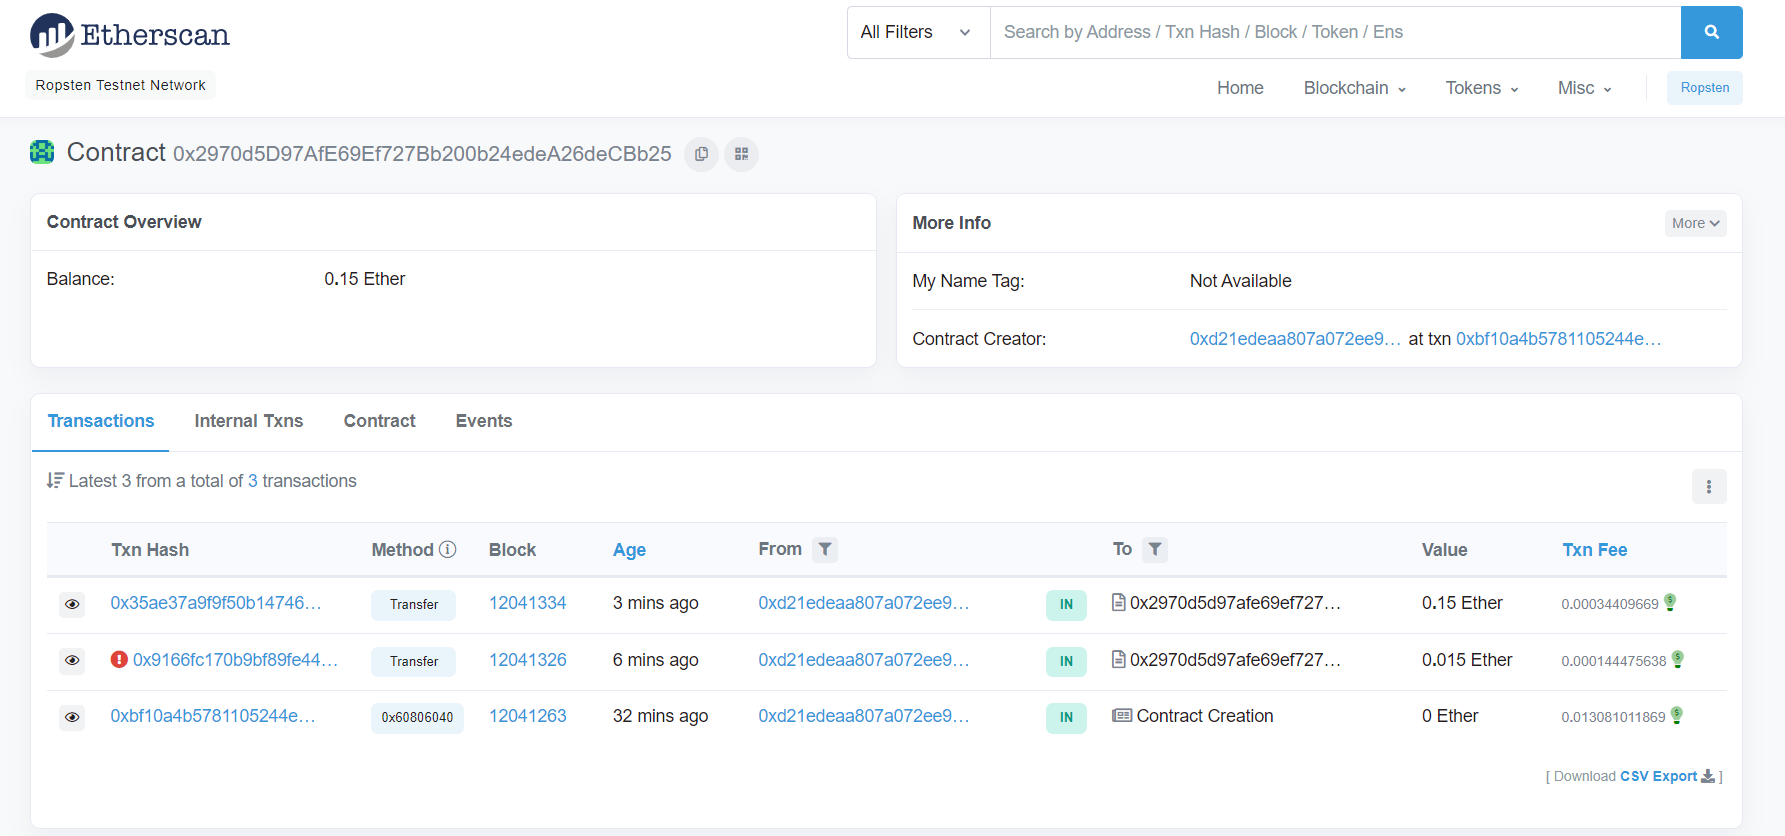 Etherscan
All Filters
Search by Address / Txn Hash / Block / Token / Ens
Ropsten Testnet Network
Home Blockchain Tokens Misc Ropsten
Contract 0x2970d5D97AfE69Ef727Bb200b24edeA26deCBb25
Contract Overview
Balance: 0.15 Ether
More Info More
My Name Tag: Not Available
Contract Creator: 0xd21edeaa807a072ee9… at txn 0xbf10a4b5781105244e…
Transactions Internal Txns Contract Events
Latest 3 from a total of 3 transactions
Txn Hash Method Block Age From To Value Txn Fee
0x35ae37a9f9f50b14746… Transfer 12041334 3 mins ago 0xd21edeaa807a072ee9… IN 0x2970d5d97afe69ef727… 0.15 Ether 0.00034409669
0x9166fc170b9bf89fe44… Transfer 12041326 6 mins ago 0xd21edeaa807a072ee9… IN 0x2970d5d97afe69ef727… 0.015 Ether 0.000144475638
0xbf10a4b5781105244e… 0x60806040 12041263 32 mins ago 0xd21edeaa807a072ee9… IN Contract Creation 0 Ether 0.013081011869
[ Download CSV Export ]